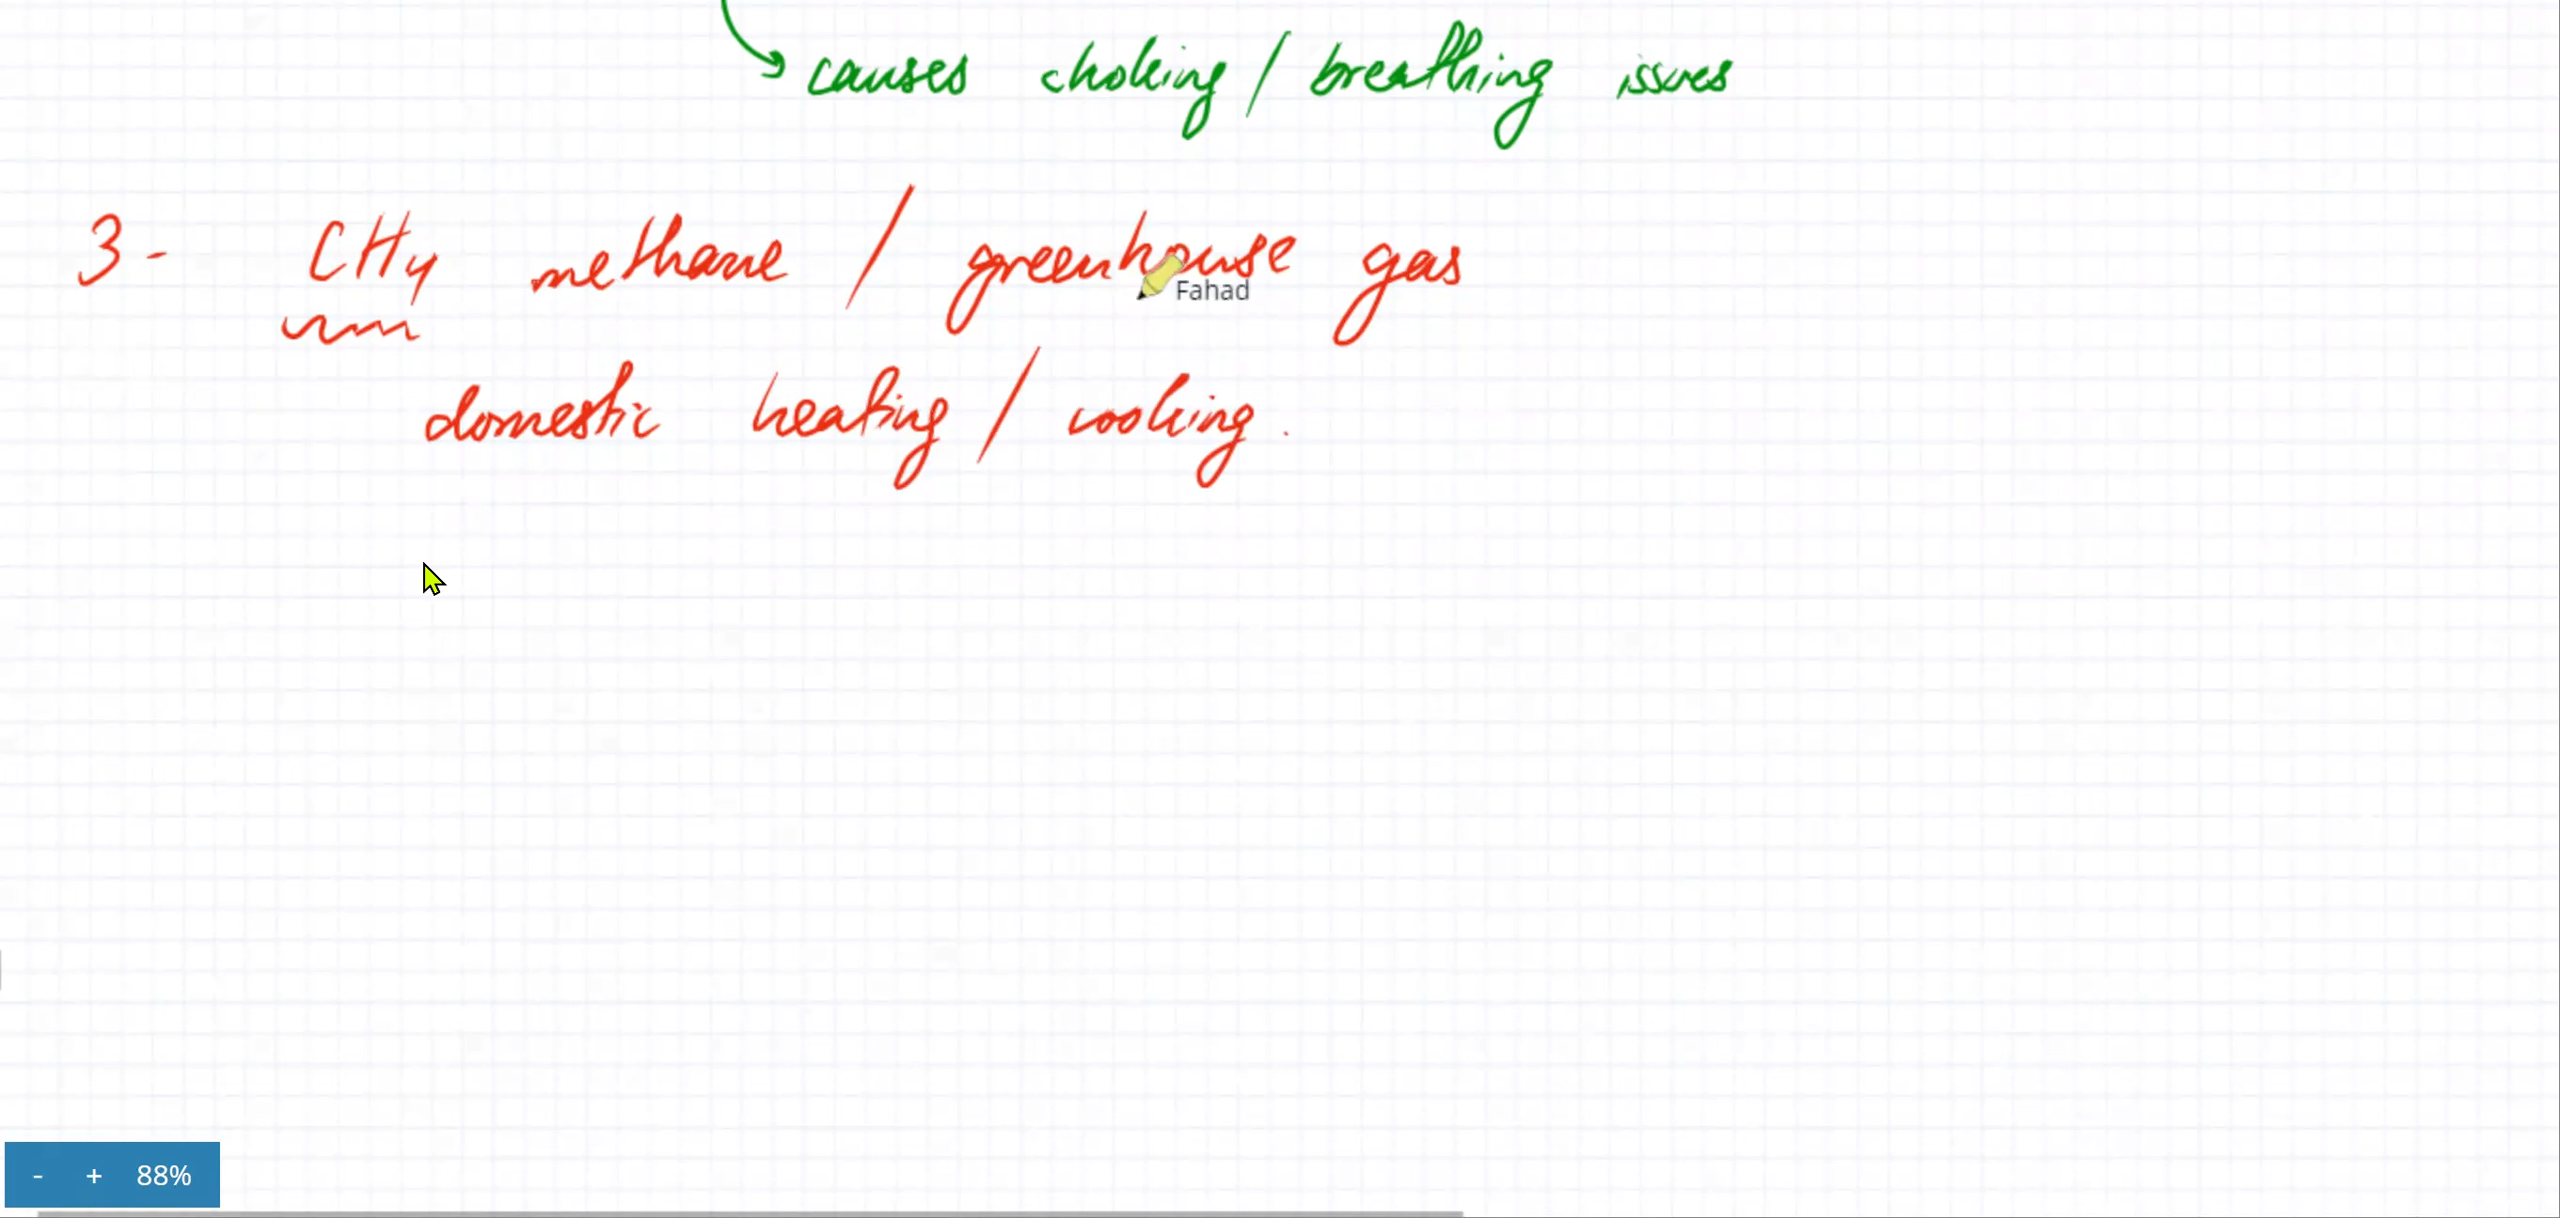 causes choking / breathing issues
3- CH4 methane / greenhouse gas
Fahad
domestic heating / cooking.
- + 88%